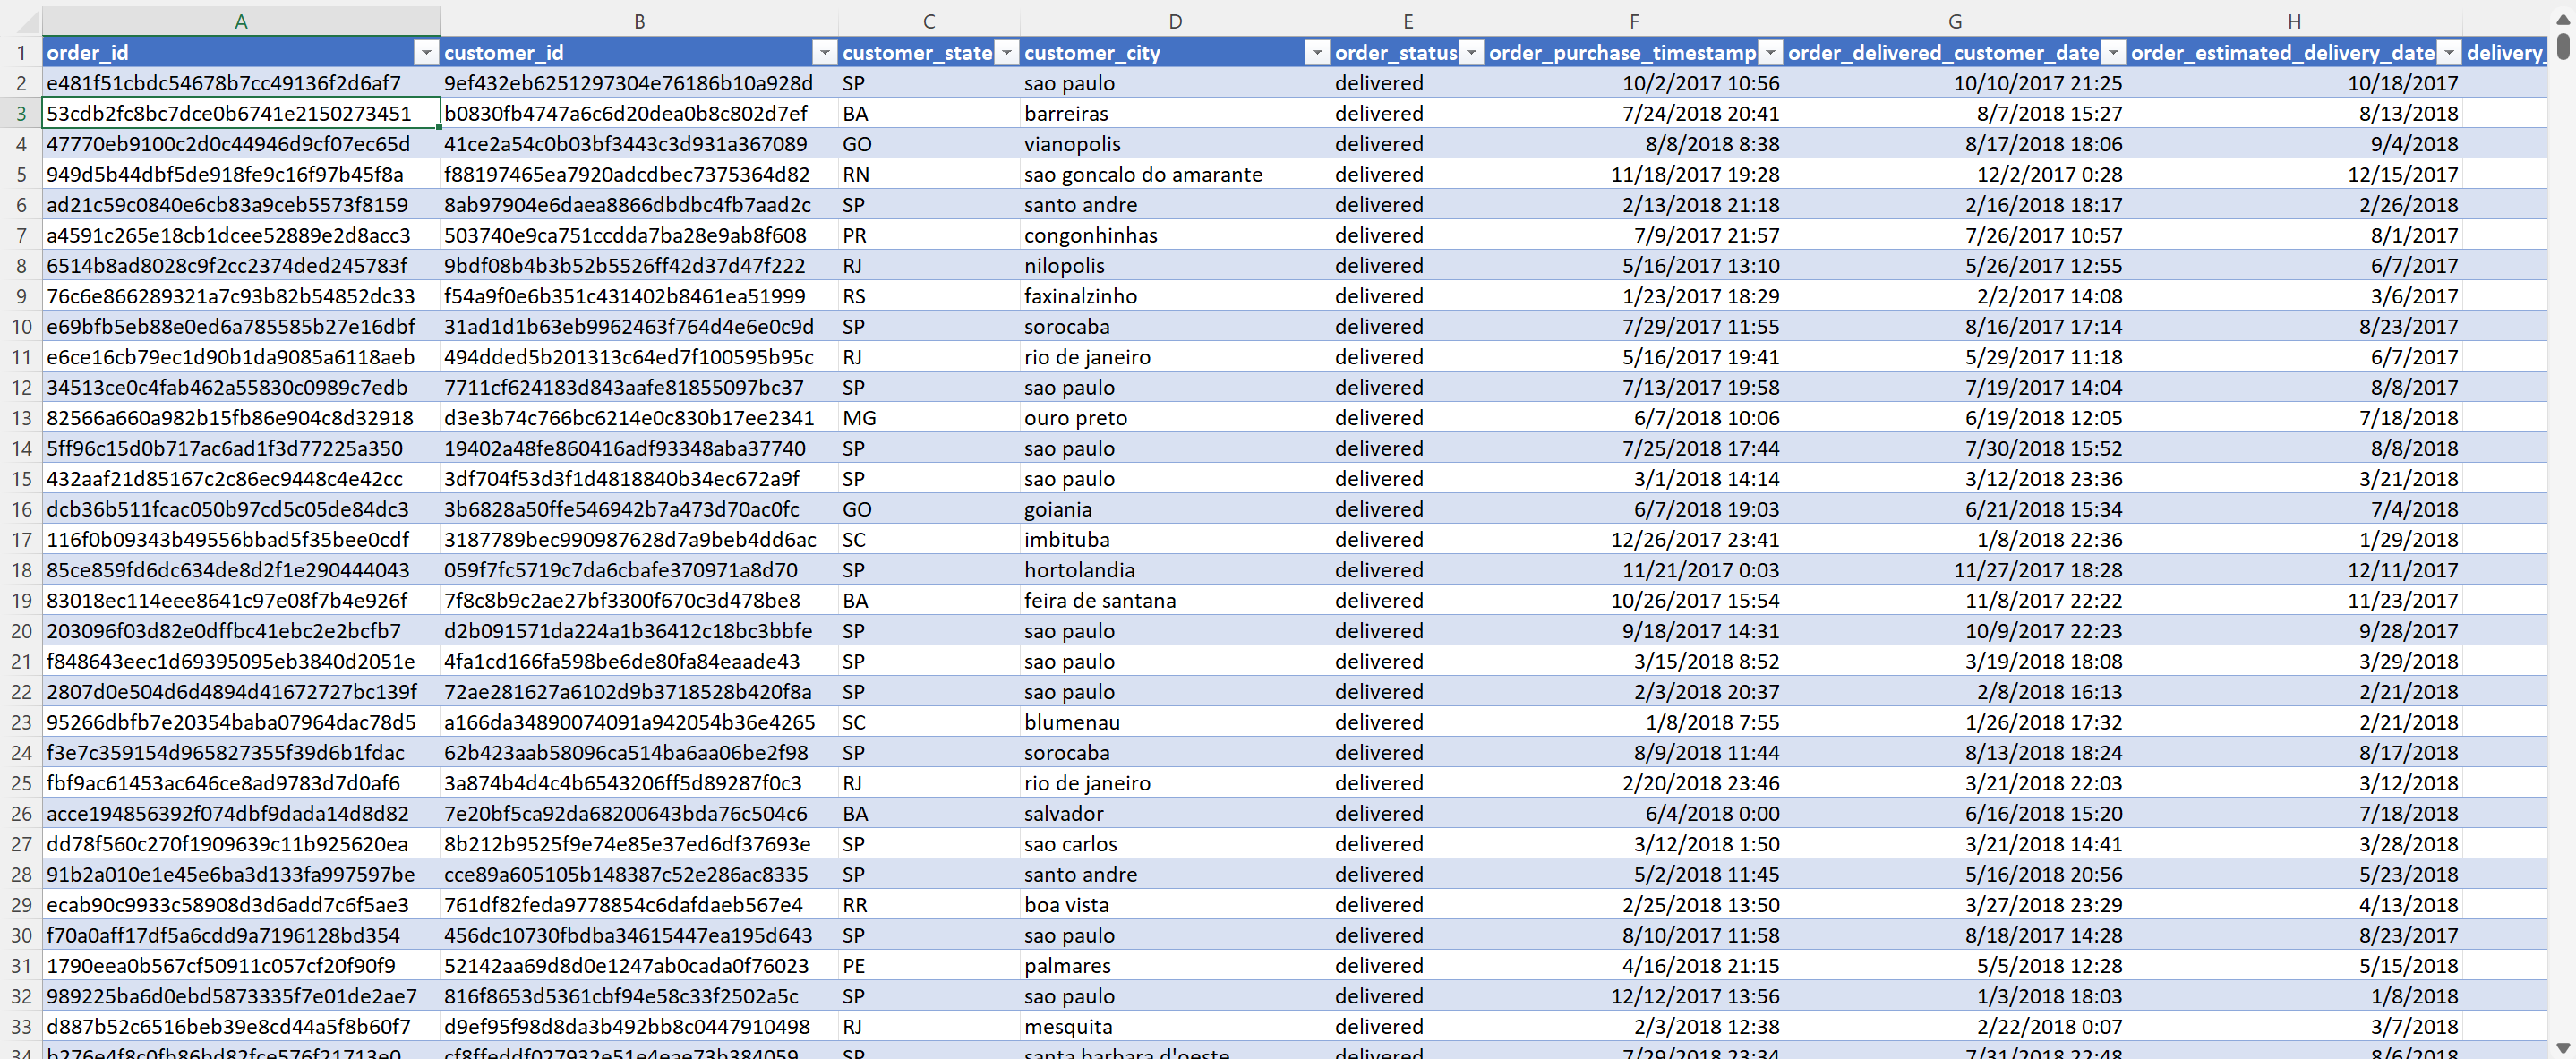 A B C D E F G H
1 order_id customer_id customer_state customer_city order_status order_purchase_timestamp order_delivered_customer_date order_estimated_delivery_date delivery_
2 e481f51cbdc54678b7cc49136f2d6af7 9ef432eb6251297304e76186b10a928d SP sao paulo delivered 10/2/2017 10:56 10/10/2017 21:25 10/18/2017
3 53cdb2fc8bc7dce0b6741e2150273451 b0830fb4747a6c6d20dea0b8c802d7ef BA barreiras delivered 7/24/2018 20:41 8/7/2018 15:27 8/13/2018
4 47770eb9100c2d0c44946d9cf07ec65d 41ce2a54c0b03bf3443c3d931a367089 GO vianopolis delivered 8/8/2018 8:38 8/17/2018 18:06 9/4/2018
5 949d5b44dbf5de918fe9c16f97b45f8a f88197465ea7920adcdbec7375364d82 RN sao goncalo do amarante delivered 11/18/2017 19:28 12/2/2017 0:28 12/15/2017
6 ad21c59c0840e6cb83a9ceb5573f8159 8ab97904e6daea8866dbdbc4fb7aad2c SP santo andre delivered 2/13/2018 21:18 2/16/2018 18:17 2/26/2018
7 a4591c265e18cb1dcee52889e2d8acc3 503740e9ca751ccdda7ba28e9ab8f608 PR congonhinhas delivered 7/9/2017 21:57 7/26/2017 10:57 8/1/2017
8 6514b8ad8028c9f2cc2374ded245783f 9bdf08b4b3b52b5526ff42d37d47f222 RJ nilopolis delivered 5/16/2017 13:10 5/26/2017 12:55 6/7/2017
9 76c6e866289321a7c93b82b54852dc33 f54a9f0e6b351c431402b8461ea51999 RS faxinalzinho delivered 1/23/2017 18:29 2/2/2017 14:08 3/6/2017
10 e69bfb5eb88e0ed6a785585b27e16dbf 31ad1d1b63eb9962463f764d4e6e0c9d SP sorocaba delivered 7/29/2017 11:55 8/16/2017 17:14 8/23/2017
11 e6ce16cb79ec1d90b1da9085a6118aeb 494dded5b201313c64ed7f100595b95c RJ rio de janeiro delivered 5/16/2017 19:41 5/29/2017 11:18 6/7/2017
12 34513ce0c4fab462a55830c0989c7edb 7711cf624183d843aafe81855097bc37 SP sao paulo delivered 7/13/2017 19:58 7/19/2017 14:04 8/8/2017
13 82566a660a982b15fb86e904c8d32918 d3e3b74c766bc6214e0c830b17ee2341 MG ouro preto delivered 6/7/2018 10:06 6/19/2018 12:05 7/18/2018
14 5ff96c15d0b717ac6ad1f3d77225a350 19402a48fe860416adf93348aba37740 SP sao paulo delivered 7/25/2018 17:44 7/30/2018 15:52 8/8/2018
15 432aaf21d85167c2c86ec9448c4e42cc 3df704f53d3f1d4818840b34ec672a9f SP sao paulo delivered 3/1/2018 14:14 3/12/2018 23:36 3/21/2018
16 dcb36b511fcac050b97cd5c05de84dc3 3b6828a50ffe546942b7a473d70ac0fc GO goiania delivered 6/7/2018 19:03 6/21/2018 15:34 7/4/2018
17 116f0b09343b49556bbad5f35bee0cdf 3187789bec990987628d7a9beb4dd6ac SC imbituba delivered 12/26/2017 23:41 1/8/2018 22:36 1/29/2018
18 85ce859fd6dc634de8d2f1e290444043 059f7fc5719c7da6cbafe370971a8d70 SP hortolandia delivered 11/21/2017 0:03 11/27/2017 18:28 12/11/2017
19 83018ec114eee8641c97e08f7b4e926f 7f8c8b9c2ae27bf3300f670c3d478be8 BA feira de santana delivered 10/26/2017 15:54 11/8/2017 22:22 11/23/2017
20 203096f03d82e0dffbc41ebc2e2bcfb7 d2b091571da224a1b36412c18bc3bbfe SP sao paulo delivered 9/18/2017 14:31 10/9/2017 22:23 9/28/2017
21 f848643eec1d69395095eb3840d2051e 4fa1cd166fa598be6de80fa84eaade43 SP sao paulo delivered 3/15/2018 8:52 3/19/2018 18:08 3/29/2018
22 2807d0e504d6d4894d41672727bc139f 72ae281627a6102d9b3718528b420f8a SP sao paulo delivered 2/3/2018 20:37 2/8/2018 16:13 2/21/2018
23 95266dbfb7e20354baba07964dac78d5 a166da34890074091a942054b36e4265 SC blumenau delivered 1/8/2018 7:55 1/26/2018 17:32 2/21/2018
24 f3e7c359154d965827355f39d6b1fdac 62b423aab58096ca514ba6aa06be2f98 SP sorocaba delivered 8/9/2018 11:44 8/13/2018 18:24 8/17/2018
25 fbf9ac61453ac646ce8ad9783d7d0af6 3a874b4d4c4b6543206ff5d89287f0c3 RJ rio de janeiro delivered 2/20/2018 23:46 3/21/2018 22:03 3/12/2018
26 acce194856392f074dbf9dada14d8d82 7e20bf5ca92da68200643bda76c504c6 BA salvador delivered 6/4/2018 0:00 6/16/2018 15:20 7/18/2018
27 dd78f560c270f1909639c11b925620ea 8b212b9525f9e74e85e37ed6df37693e SP sao carlos delivered 3/12/2018 1:50 3/21/2018 14:41 3/28/2018
28 91b2a010e1e45e6ba3d133fa997597be cce89a605105b148387c52e286ac8335 SP santo andre delivered 5/2/2018 11:45 5/16/2018 20:56 5/23/2018
29 ecab90c9933c58908d3d6add7c6f5ae3 761df82feda9778854c6dafdaeb567e4 RR boa vista delivered 2/25/2018 13:50 3/27/2018 23:29 4/13/2018
30 f70a0aff17df5a6cdd9a7196128bd354 456dc10730fbdba34615447ea195d643 SP sao paulo delivered 8/10/2017 11:58 8/18/2017 14:28 8/23/2017
31 1790eea0b567cf50911c057cf20f90f9 52142aa69d8d0e1247ab0cada0f76023 PE palmares delivered 4/16/2018 21:15 5/5/2018 12:28 5/15/2018
32 989225ba6d0ebd5873335f7e01de2ae7 816f8653d5361cbf94e58c33f2502a5c SP sao paulo delivered 12/12/2017 13:56 1/3/2018 18:03 1/8/2018
33 d887b52c6516beb39e8cd44a5f8b60f7 d9ef95f98d8da3b492bb8c0447910498 RJ mesquita delivered 2/3/2018 12:38 2/22/2018 0:07 3/7/2018
34 b276e4f8c0fb86bd82fce576f21713e0 cf8ffeddf027932e51e4eae73b384059 SP santa barbara d'oeste delivered 7/29/2018 23:34 7/31/2018 22:48 8/6/2018